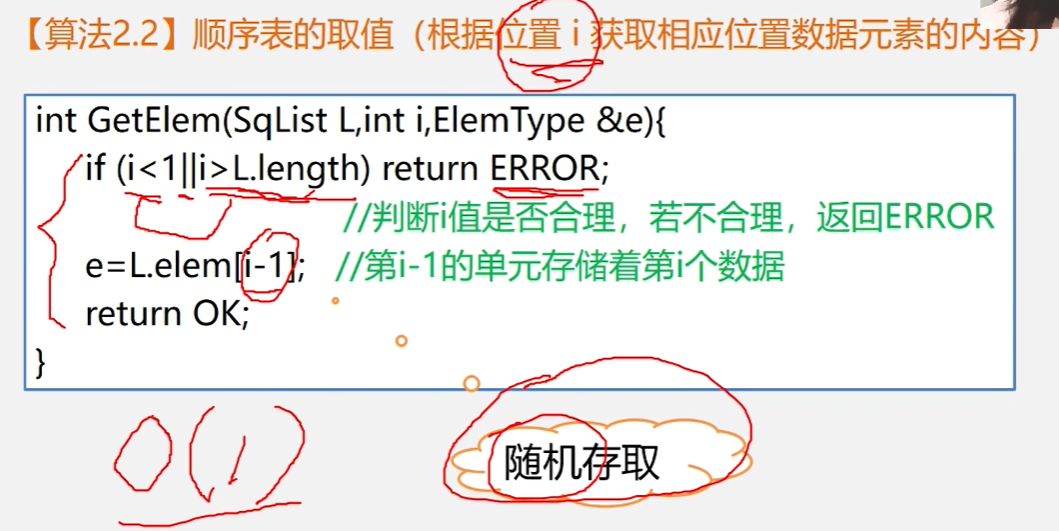 【算法2.2】顺序表的取值（根据位置 i 获取相应位置数据元素的内容）
int GetElem(SqList L,int i,ElemType &e){
if (i<1||i>L.length) return ERROR;
//判断i值是否合理，若不合理，返回ERROR
e=L.elem[i-1]; //第i-1的单元存储着第i个数据
return OK;
}
O(1)
随机存取